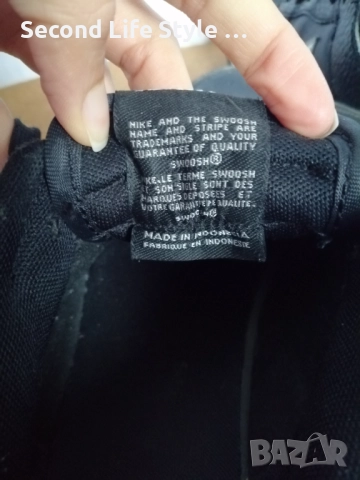 Second Life Style ...
NIKE AND THE SWOOSH
NAME AND STRIPE ARE
TRADEMARKS AND YOUR
GUARANTEE OF QUALITY
SWOOSH®
LE TERME SWOOSH
ET SON SIGLE SONT DES
MARQUES DEPOSEES ET
VOTRE GARANTIE DE QUALITE.
SWOOSH®
MADE IN INDONESIA
FABRIQUE EN INDONESIE
BAZAR